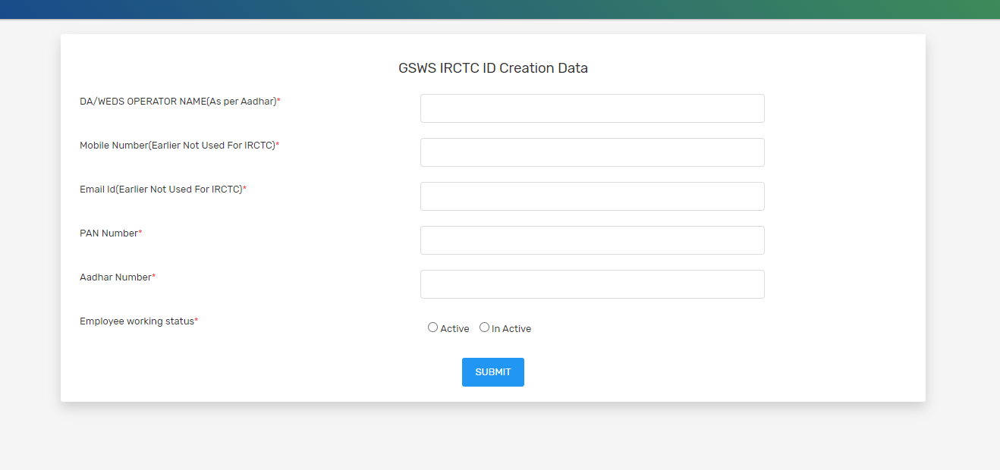 GSWS IRCTC ID Creation Data
DA/WEDS OPERATOR NAME(As per Aadhar)*
Mobile Number(Earlier Not Used For IRCTC)*
Email Id(Earlier Not Used For IRCTC)*
PAN Number*
Aadhar Number*
Employee working status*
Active In Active
SUBMIT